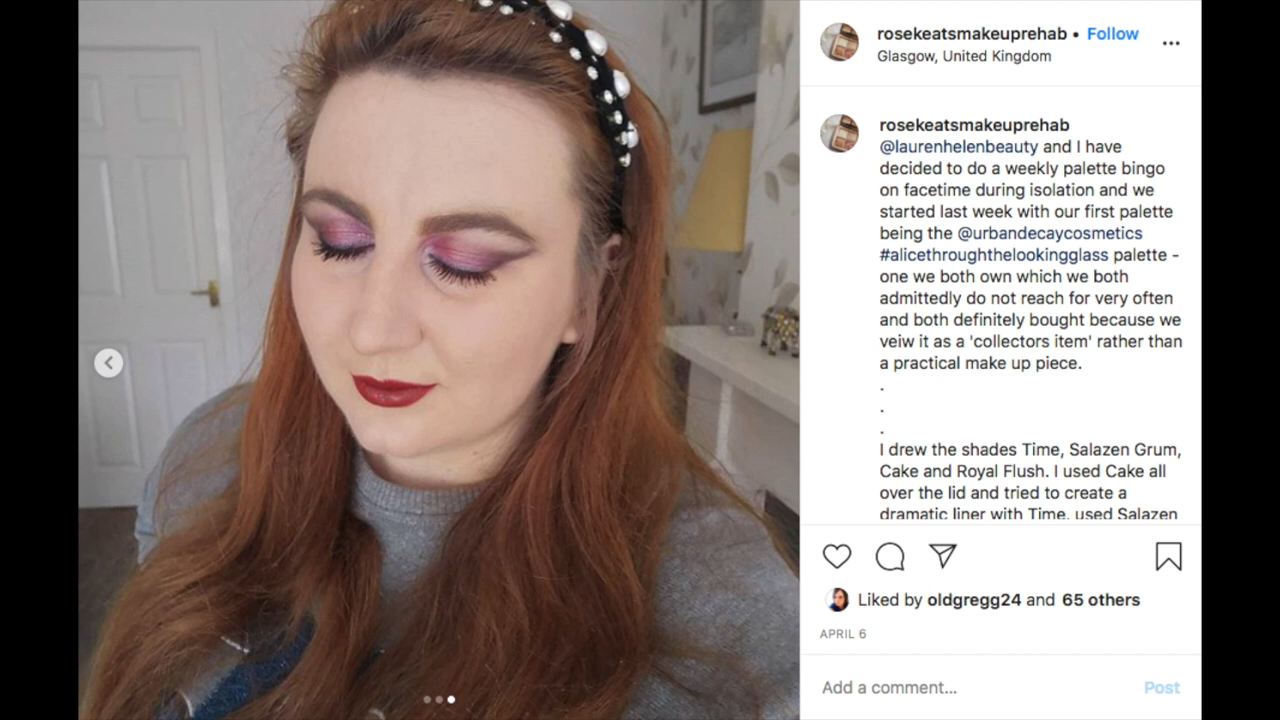 rosekeatsmakeuprehab • Follow
Glasgow, United Kingdom
rosekeatsmakeuprehab
@laurenhelenbeauty and I have
decided to do a weekly palette bingo
on facetime during isolation and we
started last week with our first palette
being the @urbandecaycosmetics
#alicethroughthelookingglass palette -
one we both own which we both
admittedly do not reach for very often
and both definitely bought because we
veiw it as a 'collectors item' rather than
a practical make up piece.
.
.
.
I drew the shades Time, Salazen Grum,
Cake and Royal Flush. I used Cake all
over the lid and tried to create a
dramatic liner with Time, used Salazen
Liked by oldgregg24 and 65 others
APRIL 6
Add a comment...
Post